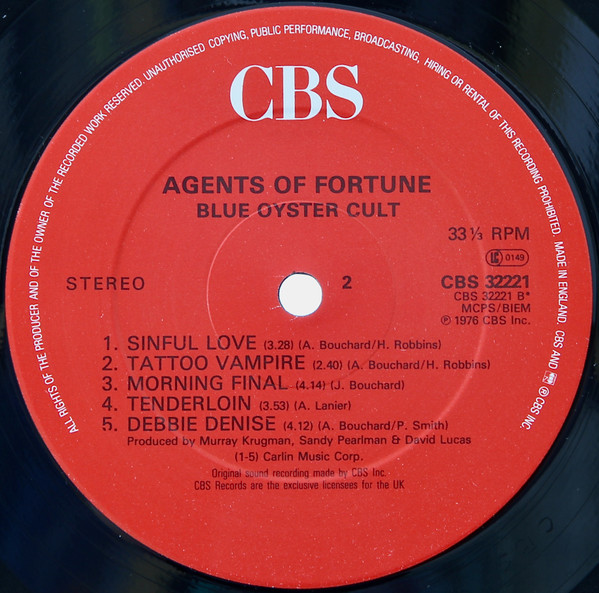 ALL RIGHTS OF THE PRODUCER AND OF THE OWNER OF THE RECORDED WORK RESERVED. UNAUTHORISED COPYING, PUBLIC PERFORMANCE, BROADCASTING, HIRING OR RENTAL OF THIS RECORDING PROHIBITED. MADE IN ENGLAND. CBS AND ® CBS INC.
CBS
AGENTS OF FORTUNE
BLUE OYSTER CULT
33⅓ RPM
LC 0149
STEREO
2
CBS 32221
CBS 32221 B*
MCPS/BIEM
℗ 1976 CBS Inc.
1. SINFUL LOVE (3.28) (A. Bouchard/H. Robbins)
2. TATTOO VAMPIRE (2.40) (A. Bouchard/H. Robbins)
3. MORNING FINAL (4.14) (J. Bouchard)
4. TENDERLOIN (3.53) (A. Lanier)
5. DEBBIE DENISE (4.12) (A. Bouchard/P. Smith)
Produced by Murray Krugman, Sandy Pearlman & David Lucas
(1-5) Carlin Music Corp.
Original sound recording made by CBS Inc.
CBS Records are the exclusive licensees for the UK